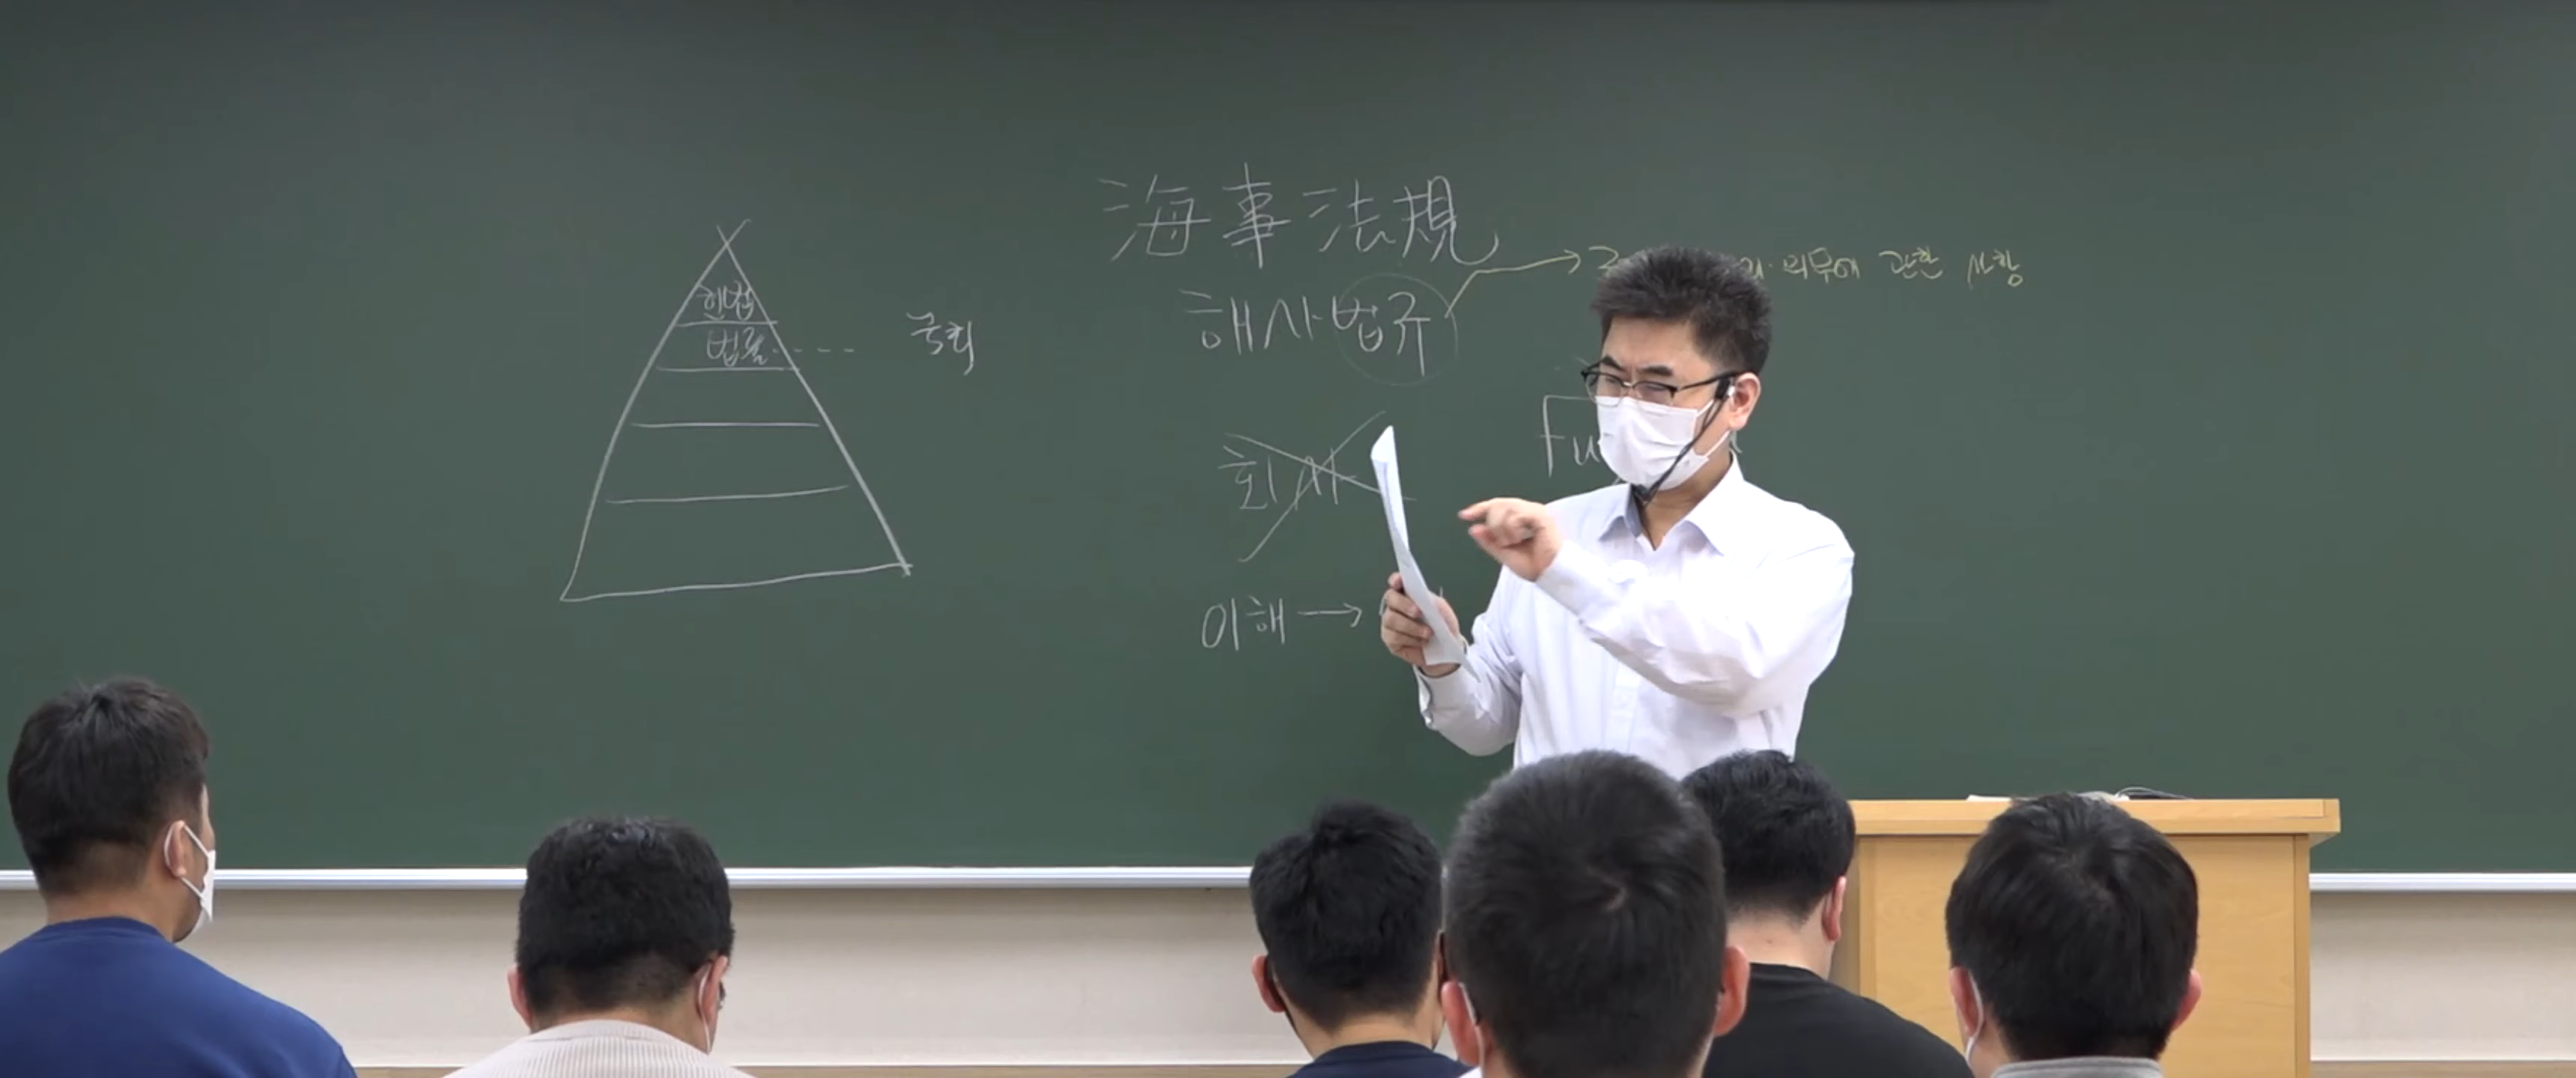 헌법
법률
국회
海事法規
해사법규
의무에 관한 사항
회사
이해 →
Fu